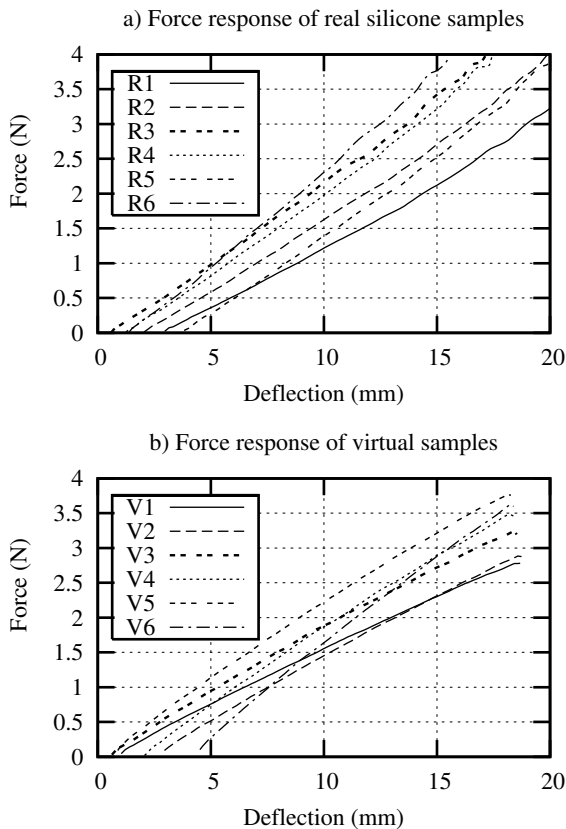 a) Force response of real silicone samples
4
3.5
3
2.5
2
1.5
1
0.5
0
Force (N)
R1
R2
R3
R4
R5
R6
0 5 10 15 20
Deflection (mm)
b) Force response of virtual samples
4
3.5
3
2.5
2
1.5
1
0.5
0
Force (N)
V1
V2
V3
V4
V5
V6
0 5 10 15 20
Deflection (mm)